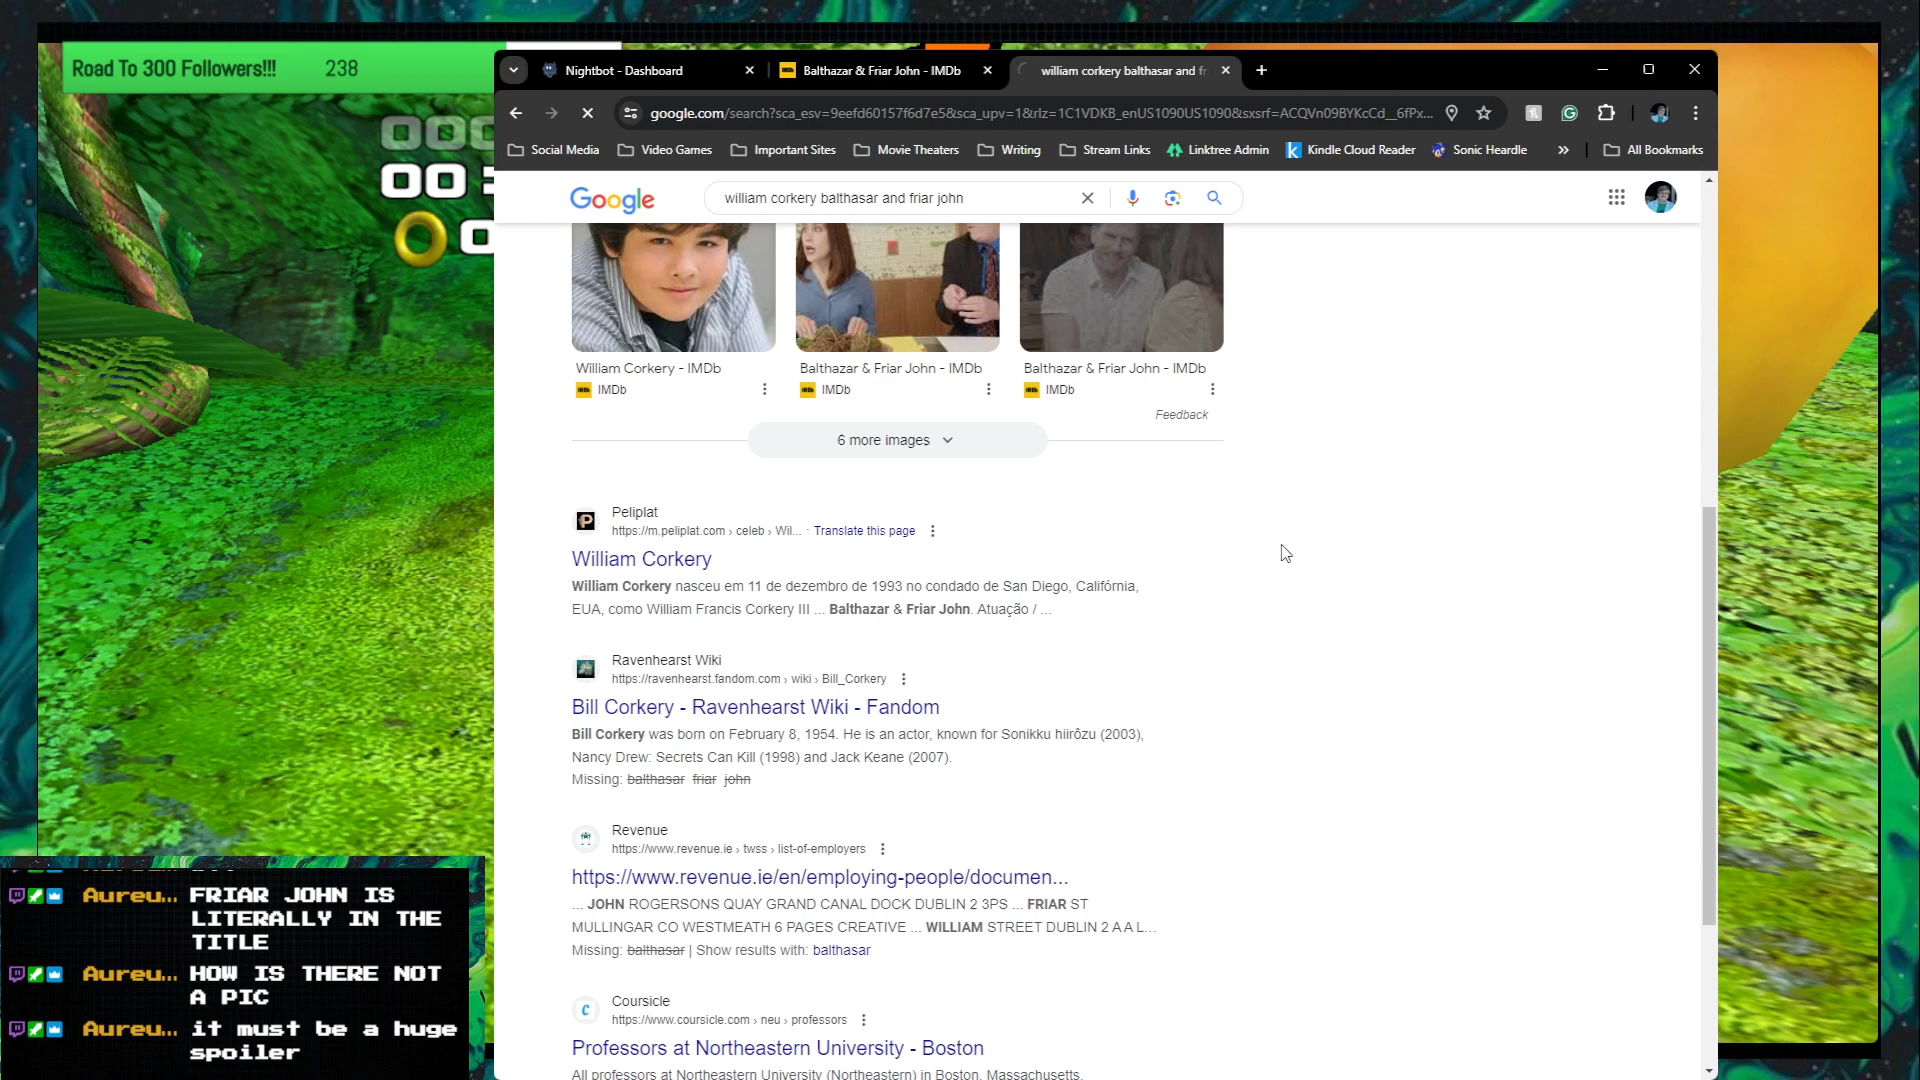 Road To 300 Followers!!! 238
Nightbot - Dashboard
Balthazar & Friar John - IMDb
william corkery balthasar and fr
google.com/search?sca_esv=9eefd60157f6d7e5&sca_upv=1&rlz=1C1VDKB_enUS1090US1090&sxsrf=ACQVn09BYKcCd__6fPx...
Social Media
Video Games
Important Sites
Movie Theaters
Writing
Stream Links
Linktree Admin
Kindle Cloud Reader
Sonic Heardle
All Bookmarks
Google
william corkery balthasar and friar john
William Corkery - IMDb
IMDb
Balthazar & Friar John - IMDb
IMDb
Balthazar & Friar John - IMDb
IMDb
Feedback
6 more images
Peliplat
https://m.peliplat.com › celeb › Wil... · Translate this page
William Corkery
William Corkery nasceu em 11 de dezembro de 1993 no condado de San Diego, Califórnia,
EUA, como William Francis Corkery III ... Balthazar & Friar John. Atuação / ...
Ravenhearst Wiki
https://ravenhearst.fandom.com › wiki › Bill_Corkery
Bill Corkery - Ravenhearst Wiki - Fandom
Bill Corkery was born on February 8, 1954. He is an actor, known for Sonikku hiirôzu (2003),
Nancy Drew: Secrets Can Kill (1998) and Jack Keane (2007).
Missing: balthasar friar john
Revenue
https://www.revenue.ie › twss › list-of-employers
https://www.revenue.ie/en/employing-people/documen...
... JOHN ROGERSONS QUAY GRAND CANAL DOCK DUBLIN 2 3PS ... FRIAR ST
MULLINGAR CO WESTMEATH 6 PAGES CREATIVE ... WILLIAM STREET DUBLIN 2 A A L...
Missing: balthasar | Show results with: balthasar
Coursicle
https://www.coursicle.com › neu › professors
Professors at Northeastern University - Boston
All professors at Northeastern University (Northeastern) in Boston, Massachusetts.
Aureu... FRIAR JOHN IS
LITERALLY IN THE
TITLE
Aureu... HOW IS THERE NOT
A PIC
Aureu... it must be a huge
spoiler